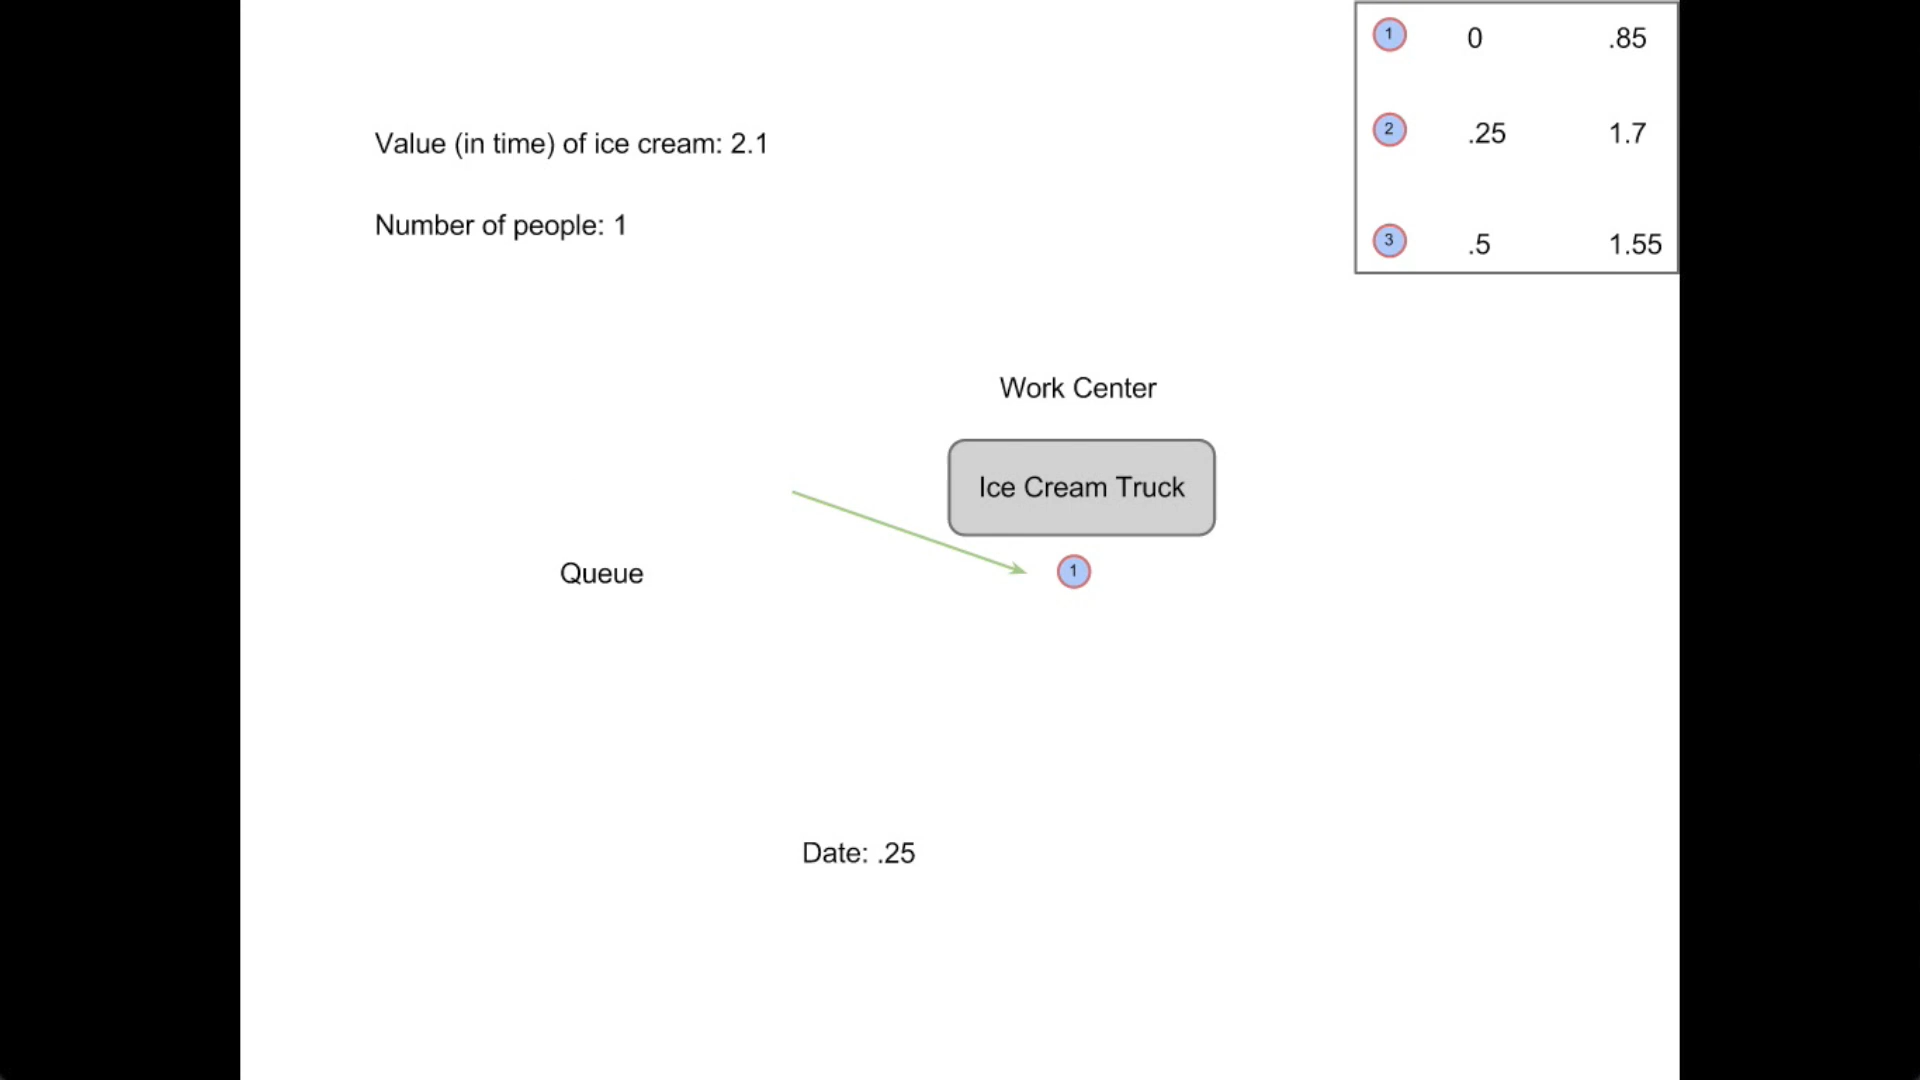 1 0 .85
Value (in time) of ice cream: 2.1
2 .25 1.7
Number of people: 1
3 .5 1.55
Work Center
Ice Cream Truck
Queue
1
Date: .25